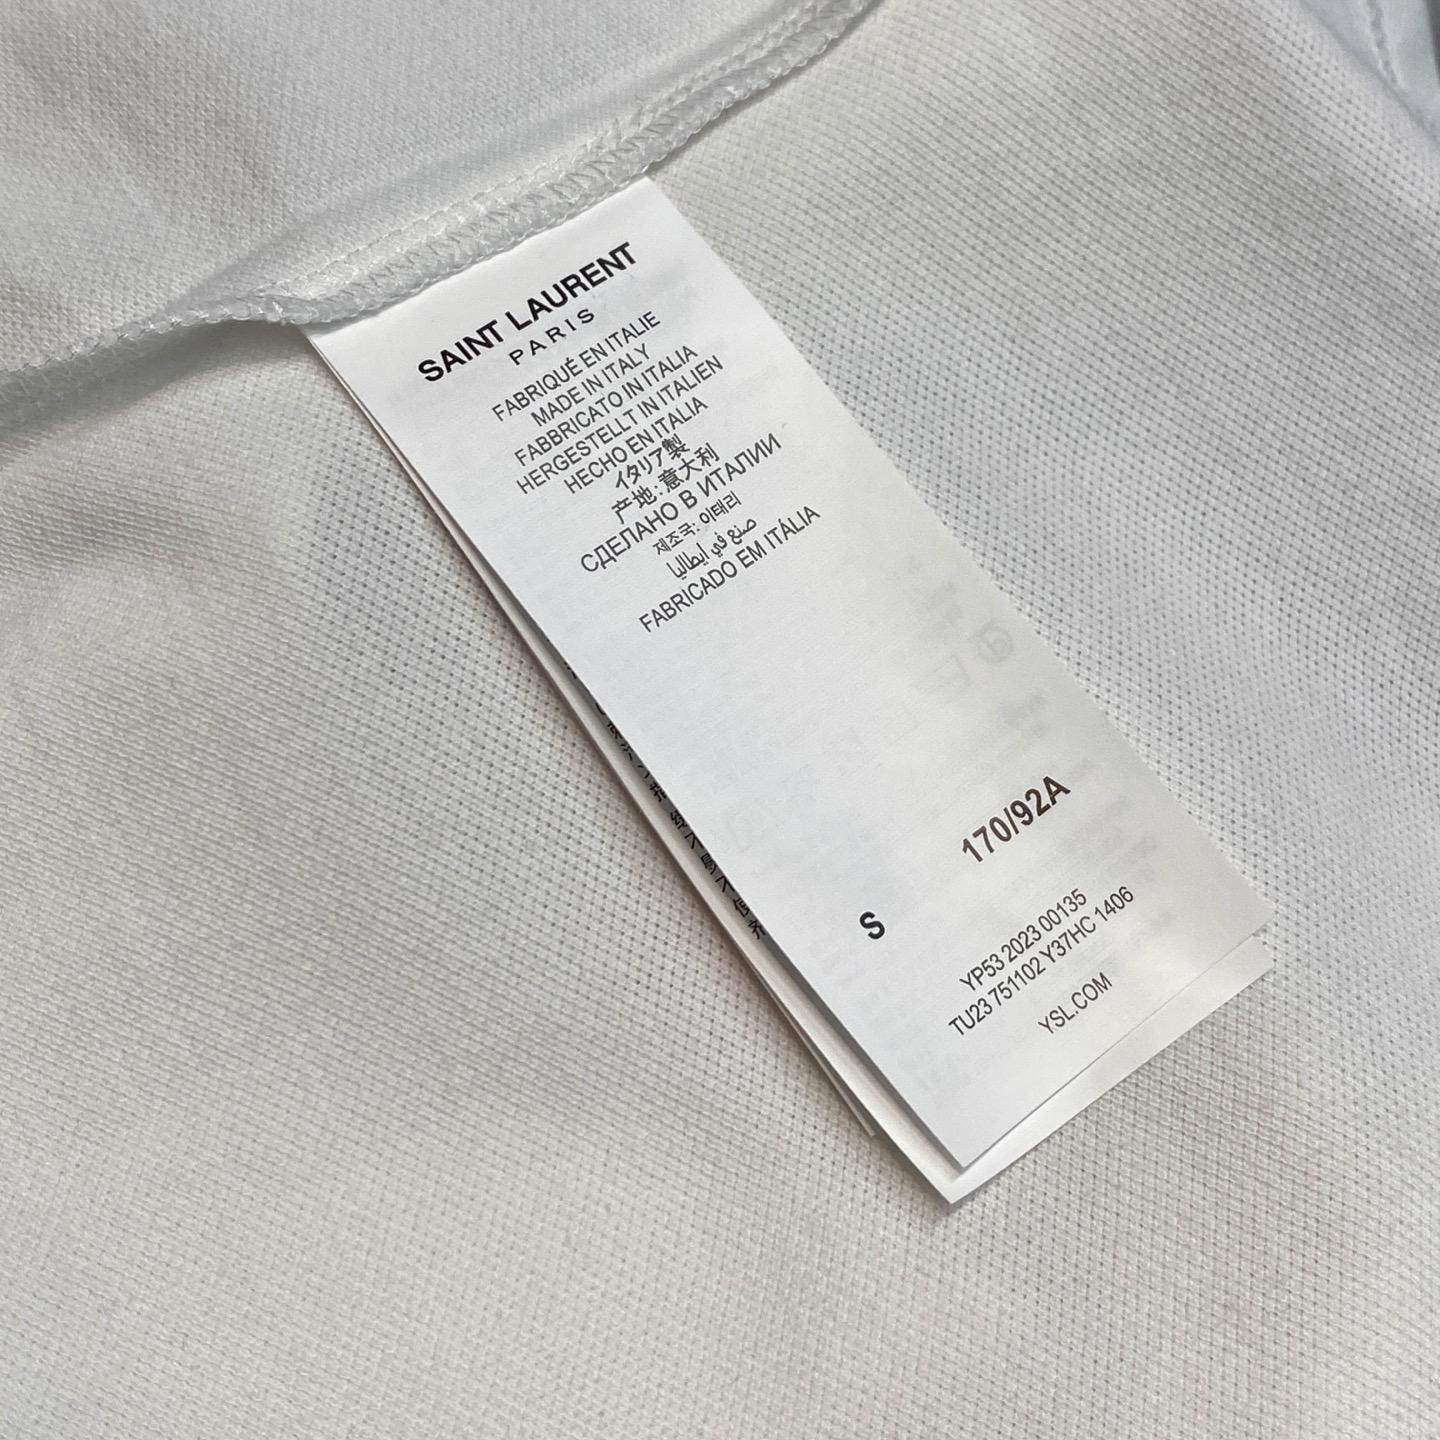 SAINT LAURENT
PARIS
FABRIQUÉ EN ITALIE
MADE IN ITALY
FABBRICATO IN ITALIA
HERGESTELLT IN ITALIEN
HECHO EN ITALIA
イタリア製
产地:意大利
СДЕЛАНО В ИТАЛИИ
제조국: 이태리
صنع في إيطاليا
FABRICADO EM ITÁLIA
170/92A
S
YP53 2023 00135
TU23 751102 Y37HC 1406
YSL.COM